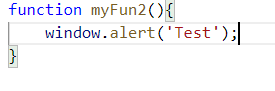 function myFun2(){
    window.alert('Test');
}